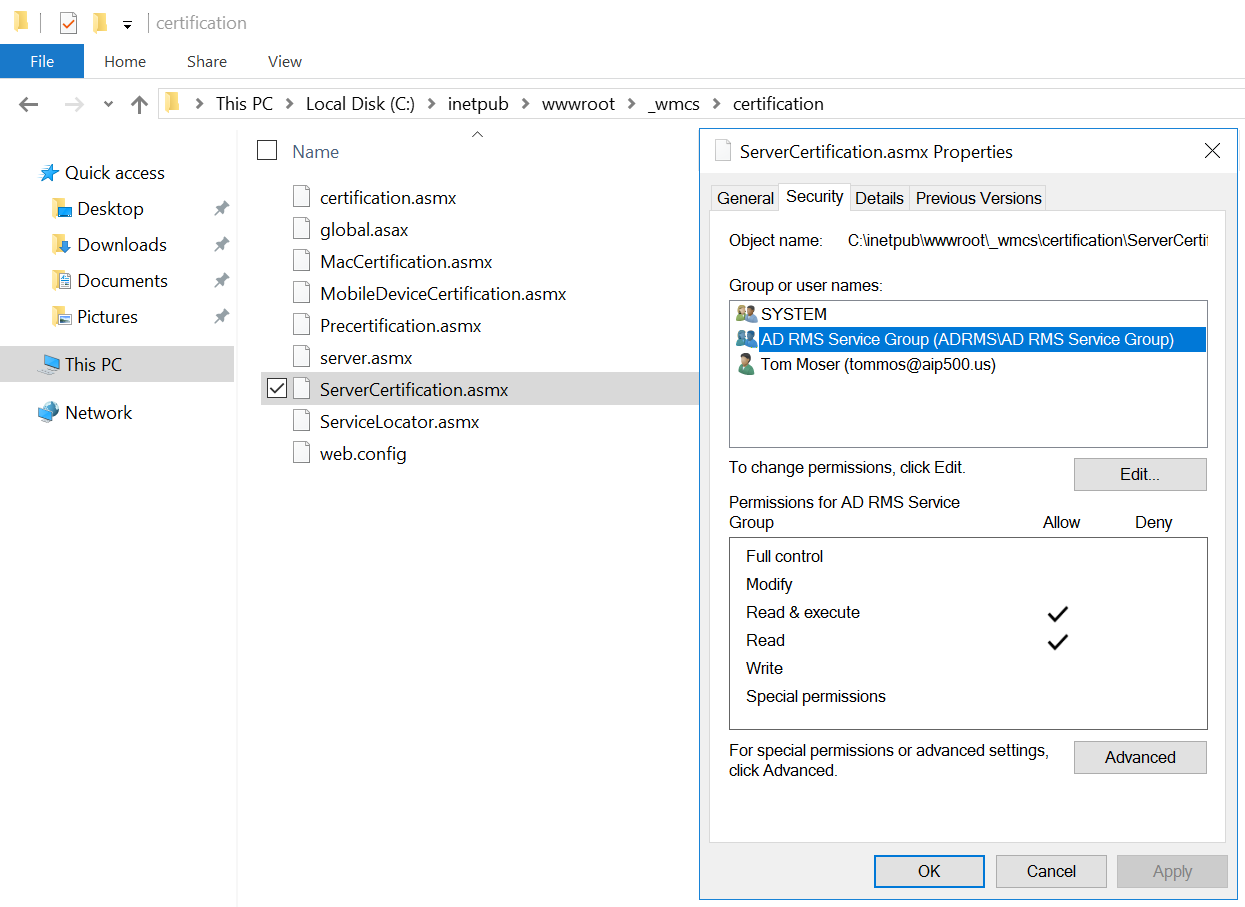 certification
File Home Share View
This PC Local Disk (C:) inetpub wwwroot _wmcs certification
Quick access
Desktop
Downloads
Documents
Pictures
This PC
Network
Name
certification.asmx
global.asax
MacCertification.asmx
MobileDeviceCertification.asmx
Precertification.asmx
server.asmx
ServerCertification.asmx
ServiceLocator.asmx
web.config
ServerCertification.asmx Properties
General Security Details Previous Versions
Object name: C:\inetpub\wwwroot\_wmcs\certification\ServerCertif
Group or user names:
SYSTEM
AD RMS Service Group (ADRMS\AD RMS Service Group)
Tom Moser (tommos@aip500.us)
To change permissions, click Edit.
Edit...
Permissions for AD RMS Service
Group Allow Deny
Full control
Modify
Read & execute
Read
Write
Special permissions
For special permissions or advanced settings,
click Advanced.
Advanced
OK Cancel Apply